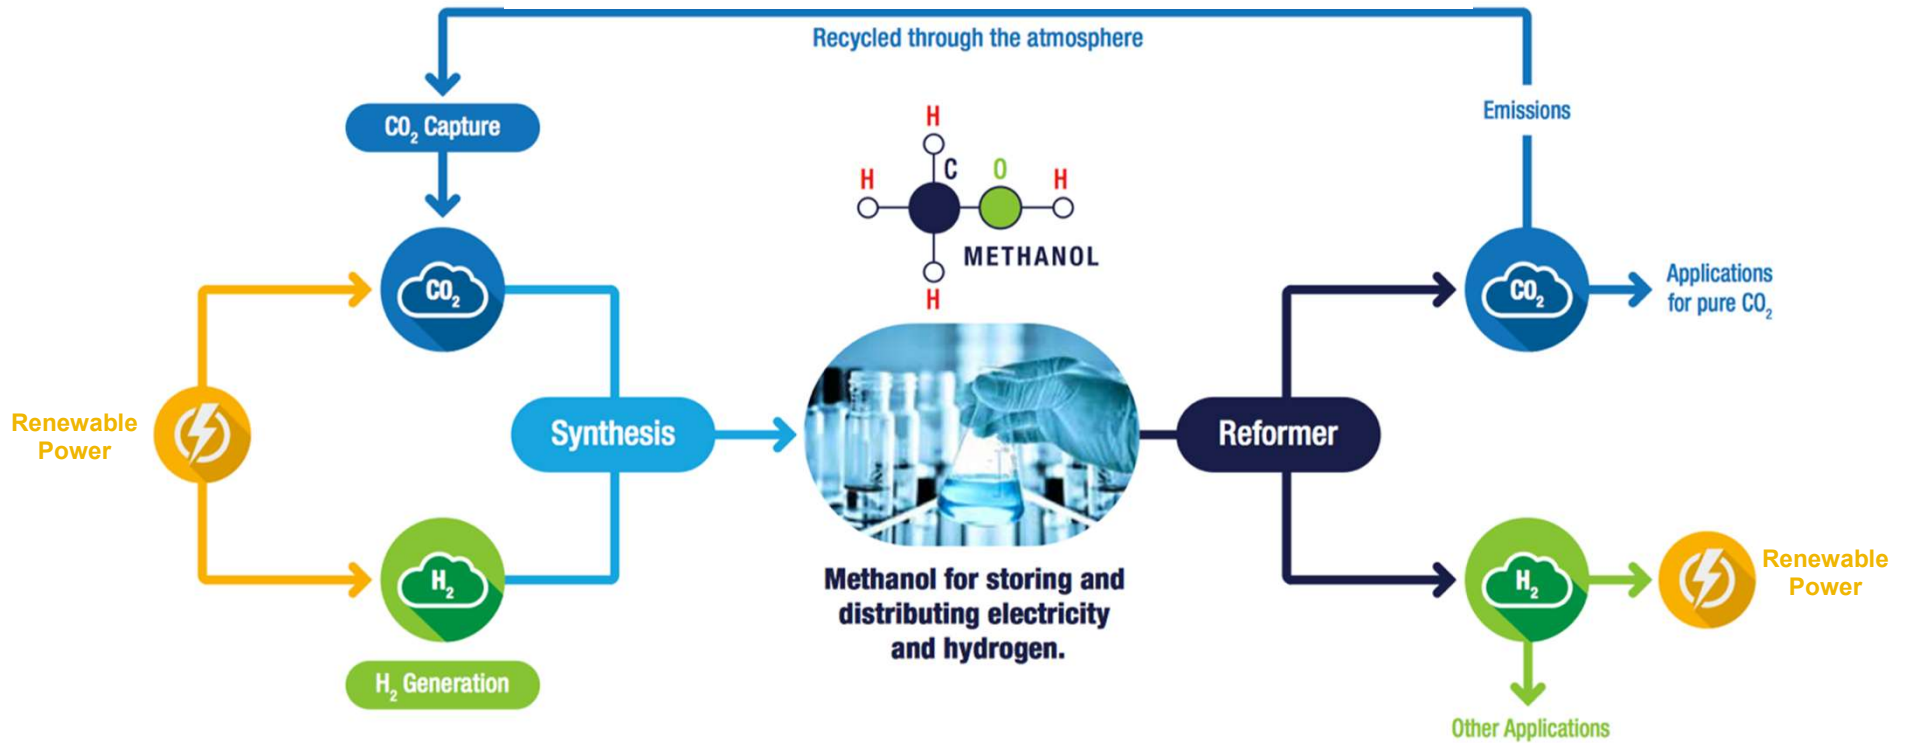 Recycled through the atmosphere
CO₂ Capture
Emissions
H
C
O
H
H
METHANOL
H
CO₂
CO₂
Applications
for pure CO₂
Renewable
Power
Synthesis
Reformer
H₂
H₂
Renewable
Power
Methanol for storing and
distributing electricity
and hydrogen.
H₂ Generation
Other Applications